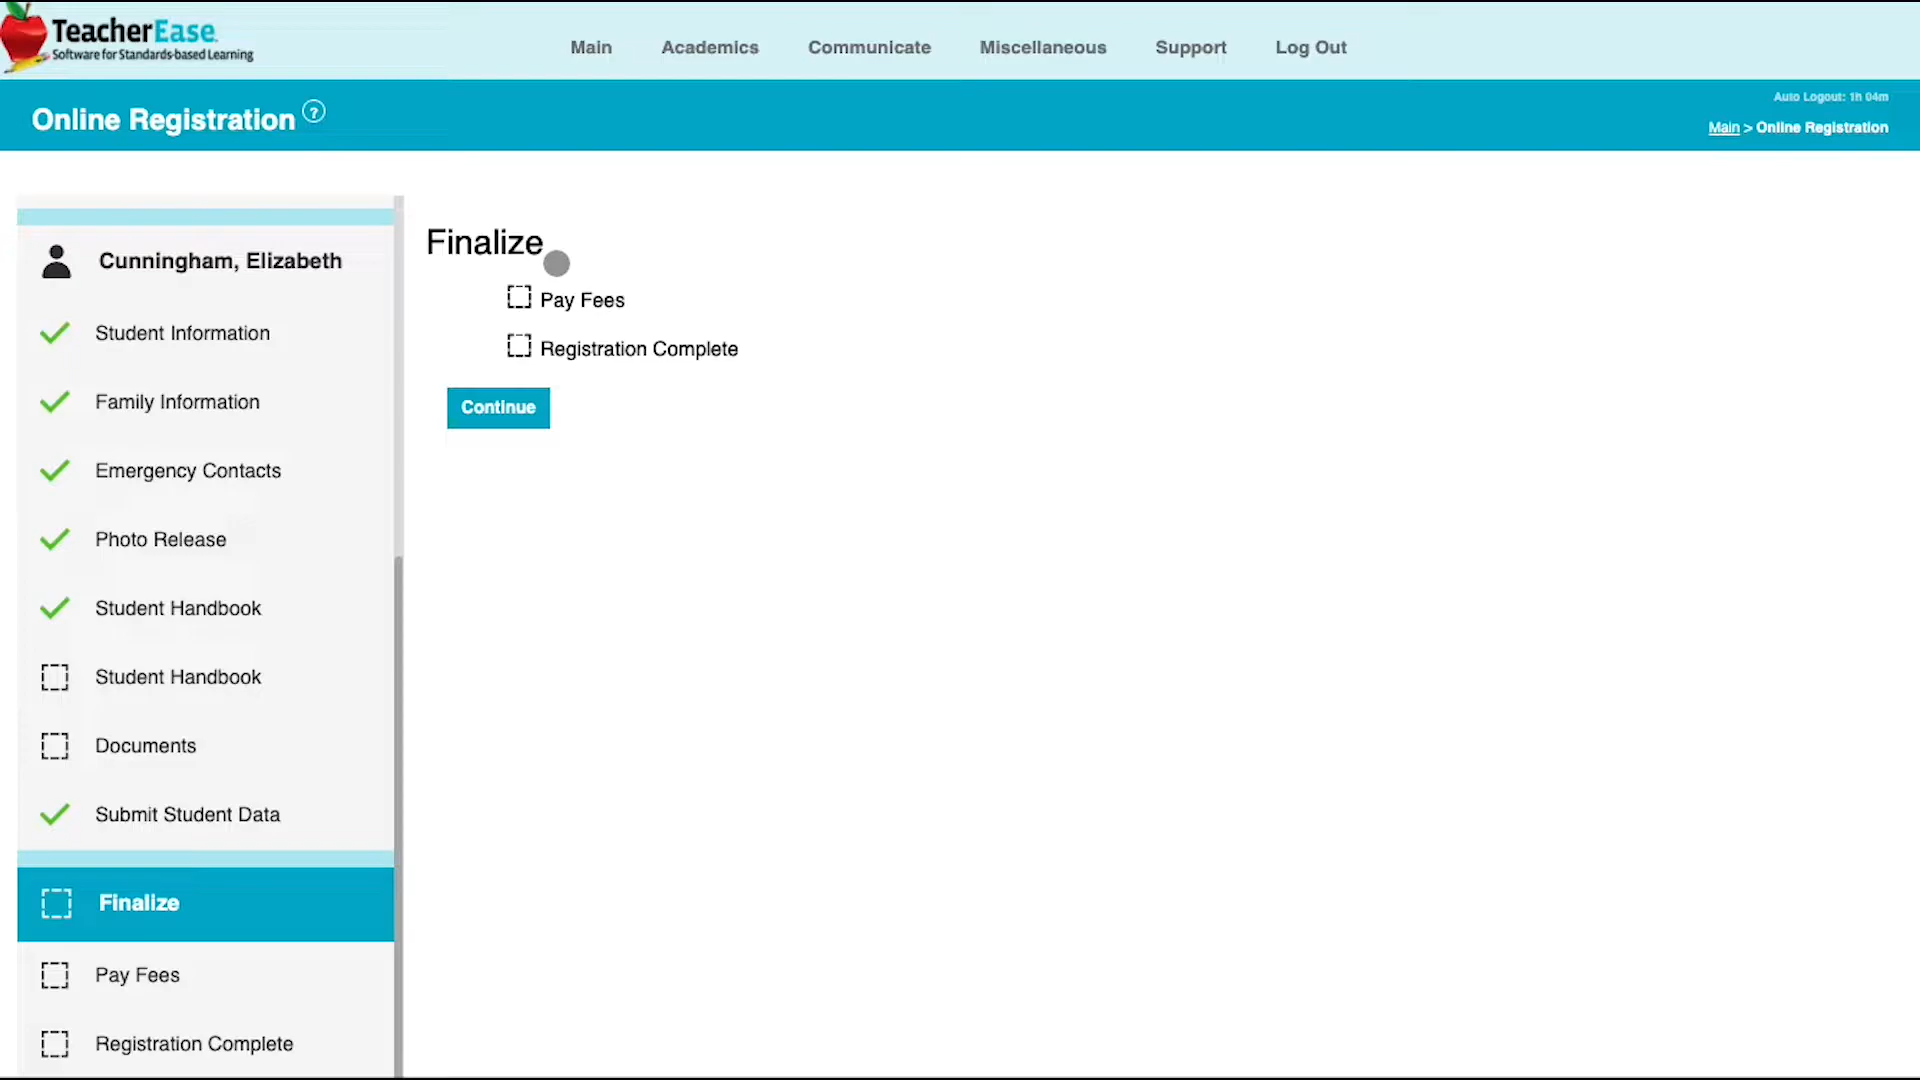 TeacherEase
Software for Standards-based Learning
Main
Academics
Communicate
Miscellaneous
Support
Log Out
Online Registration ?
Auto Logout: 1h 04m
Main > Online Registration
Cunningham, Elizabeth
Student Information
Family Information
Emergency Contacts
Photo Release
Student Handbook
Student Handbook
Documents
Submit Student Data
Finalize
Pay Fees
Registration Complete
Finalize
Pay Fees
Registration Complete
Continue